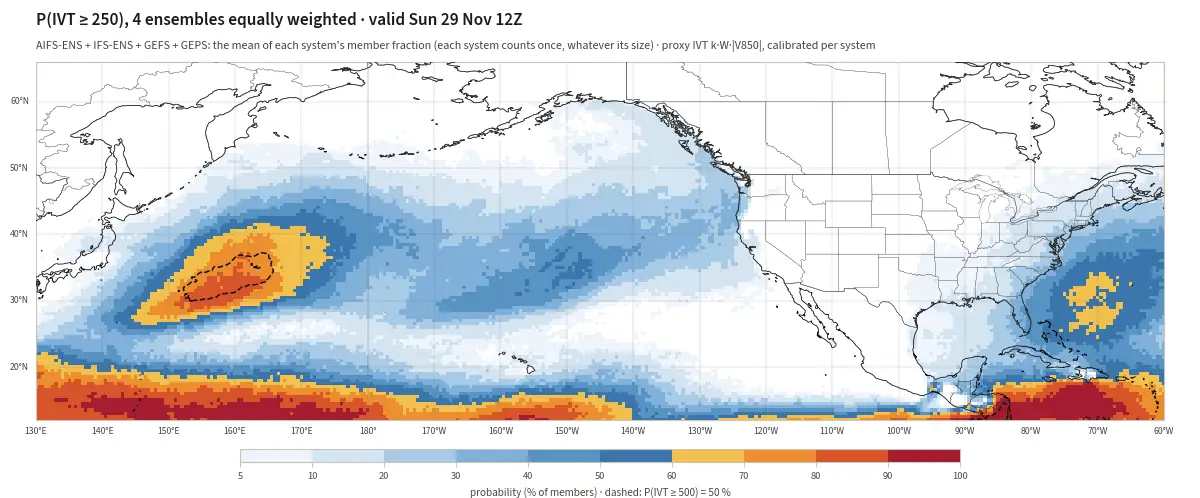 P(IVT ≥ 250), 4 ensembles equally weighted · valid Sun 29 Nov 12Z
AIFS-ENS + IFS-ENS + GEFS + GEPS: the mean of each system's member fraction (each system counts once, whatever its size) · proxy IVT k·W·|V850|, calibrated per system
60°N
50°N
40°N
30°N
20°N
130°E 140°E 150°E 160°E 170°E 180° 170°W 160°W 150°W 140°W 130°W 120°W 110°W 100°W 90°W 80°W 70°W 60°W
5 10 20 30 40 50 60 70 80 90 100
probability (% of members) · dashed: P(IVT ≥ 500) = 50 %